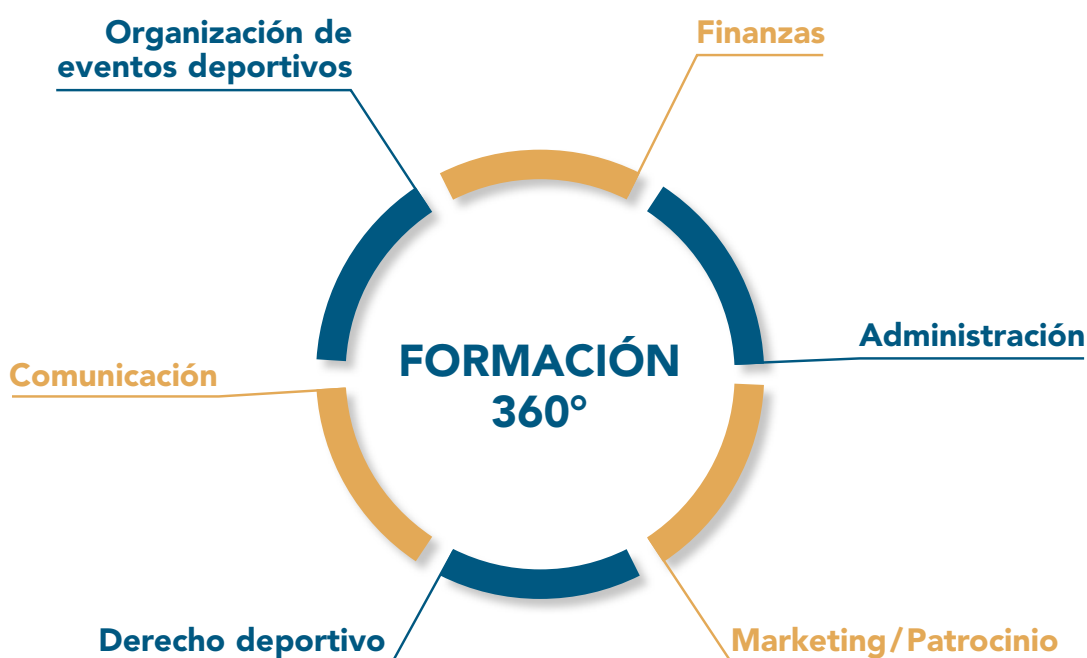 Organización de
eventos deportivos
Finanzas
Administración
FORMACIÓN
360°
Comunicación
Derecho deportivo
Marketing/Patrocinio